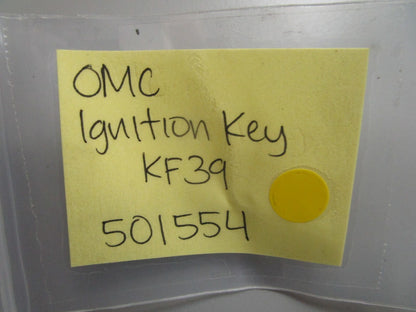 OMC
Ignition Key
KF39
501554